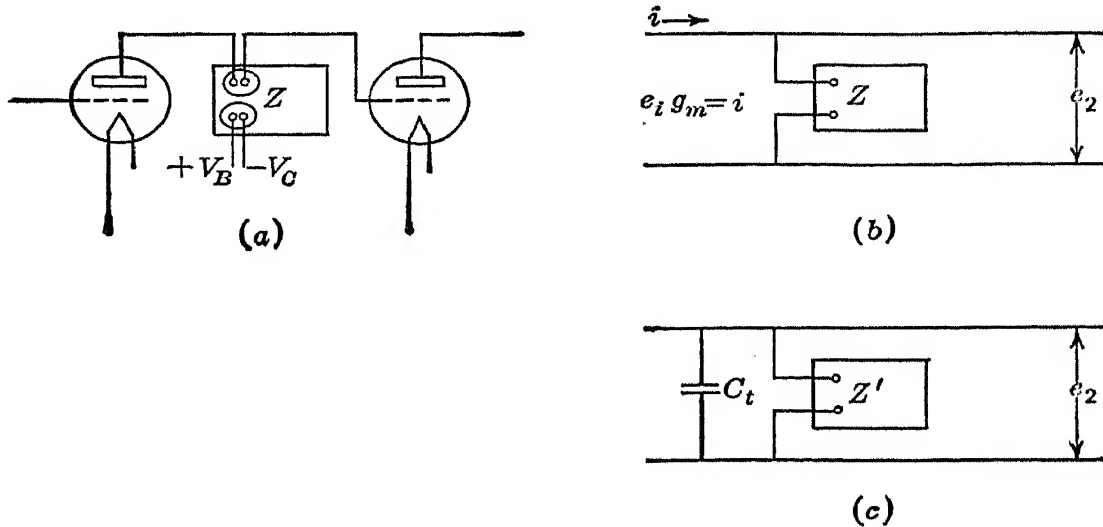 Z
+V_B −V_C
(a)
i
e_i g_m = i
Z
e_2
(b)
C_t
Z′
e_2
(c)